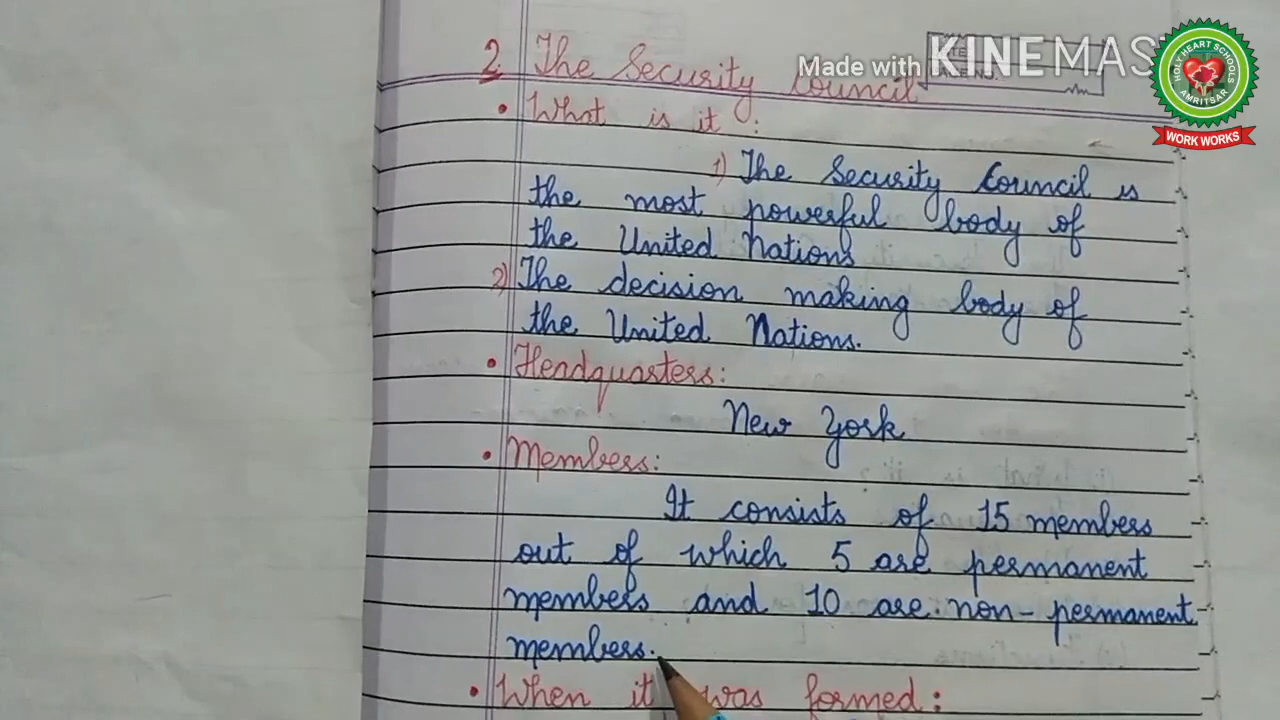 Made with KINEMAS
HOLY HEART SCHOOLS
AMRITSAR
WORK WORKS
2. The Security Council
• What is it :
1) The Security Council is
the most powerful body of
the United Nations
2) The decision making body of
the United Nations.
• Headquarters:
New York
• Members:
It consists of 15 members
out of which 5 are permanent
members and 10 are non-permanent
members.
• When it was formed: